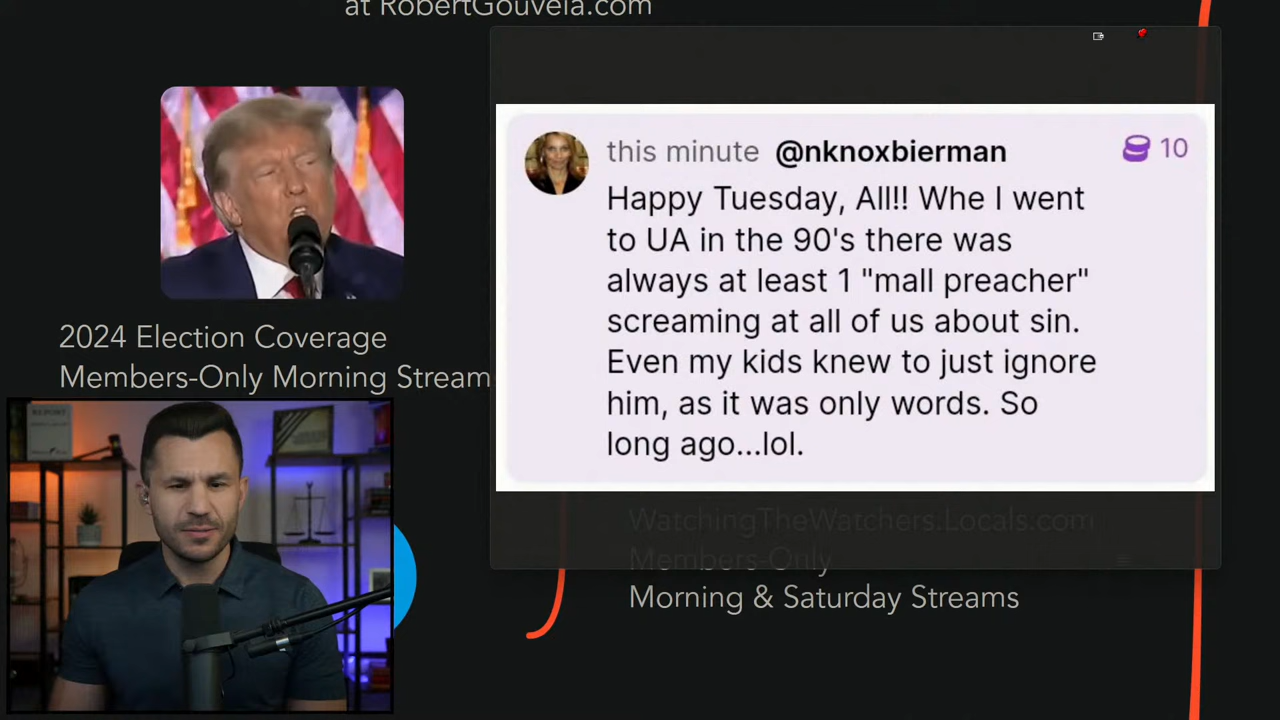 at RobertGouveia.com
this minute @nknoxbierman
10
Happy Tuesday, All!! Whe I went
to UA in the 90's there was
always at least 1 "mall preacher"
screaming at all of us about sin.
Even my kids knew to just ignore
him, as it was only words. So
long ago...lol.
2024 Election Coverage
Members-Only Morning Stream
WatchingTheWatchers.Locals.com
Members-Only
Morning & Saturday Streams